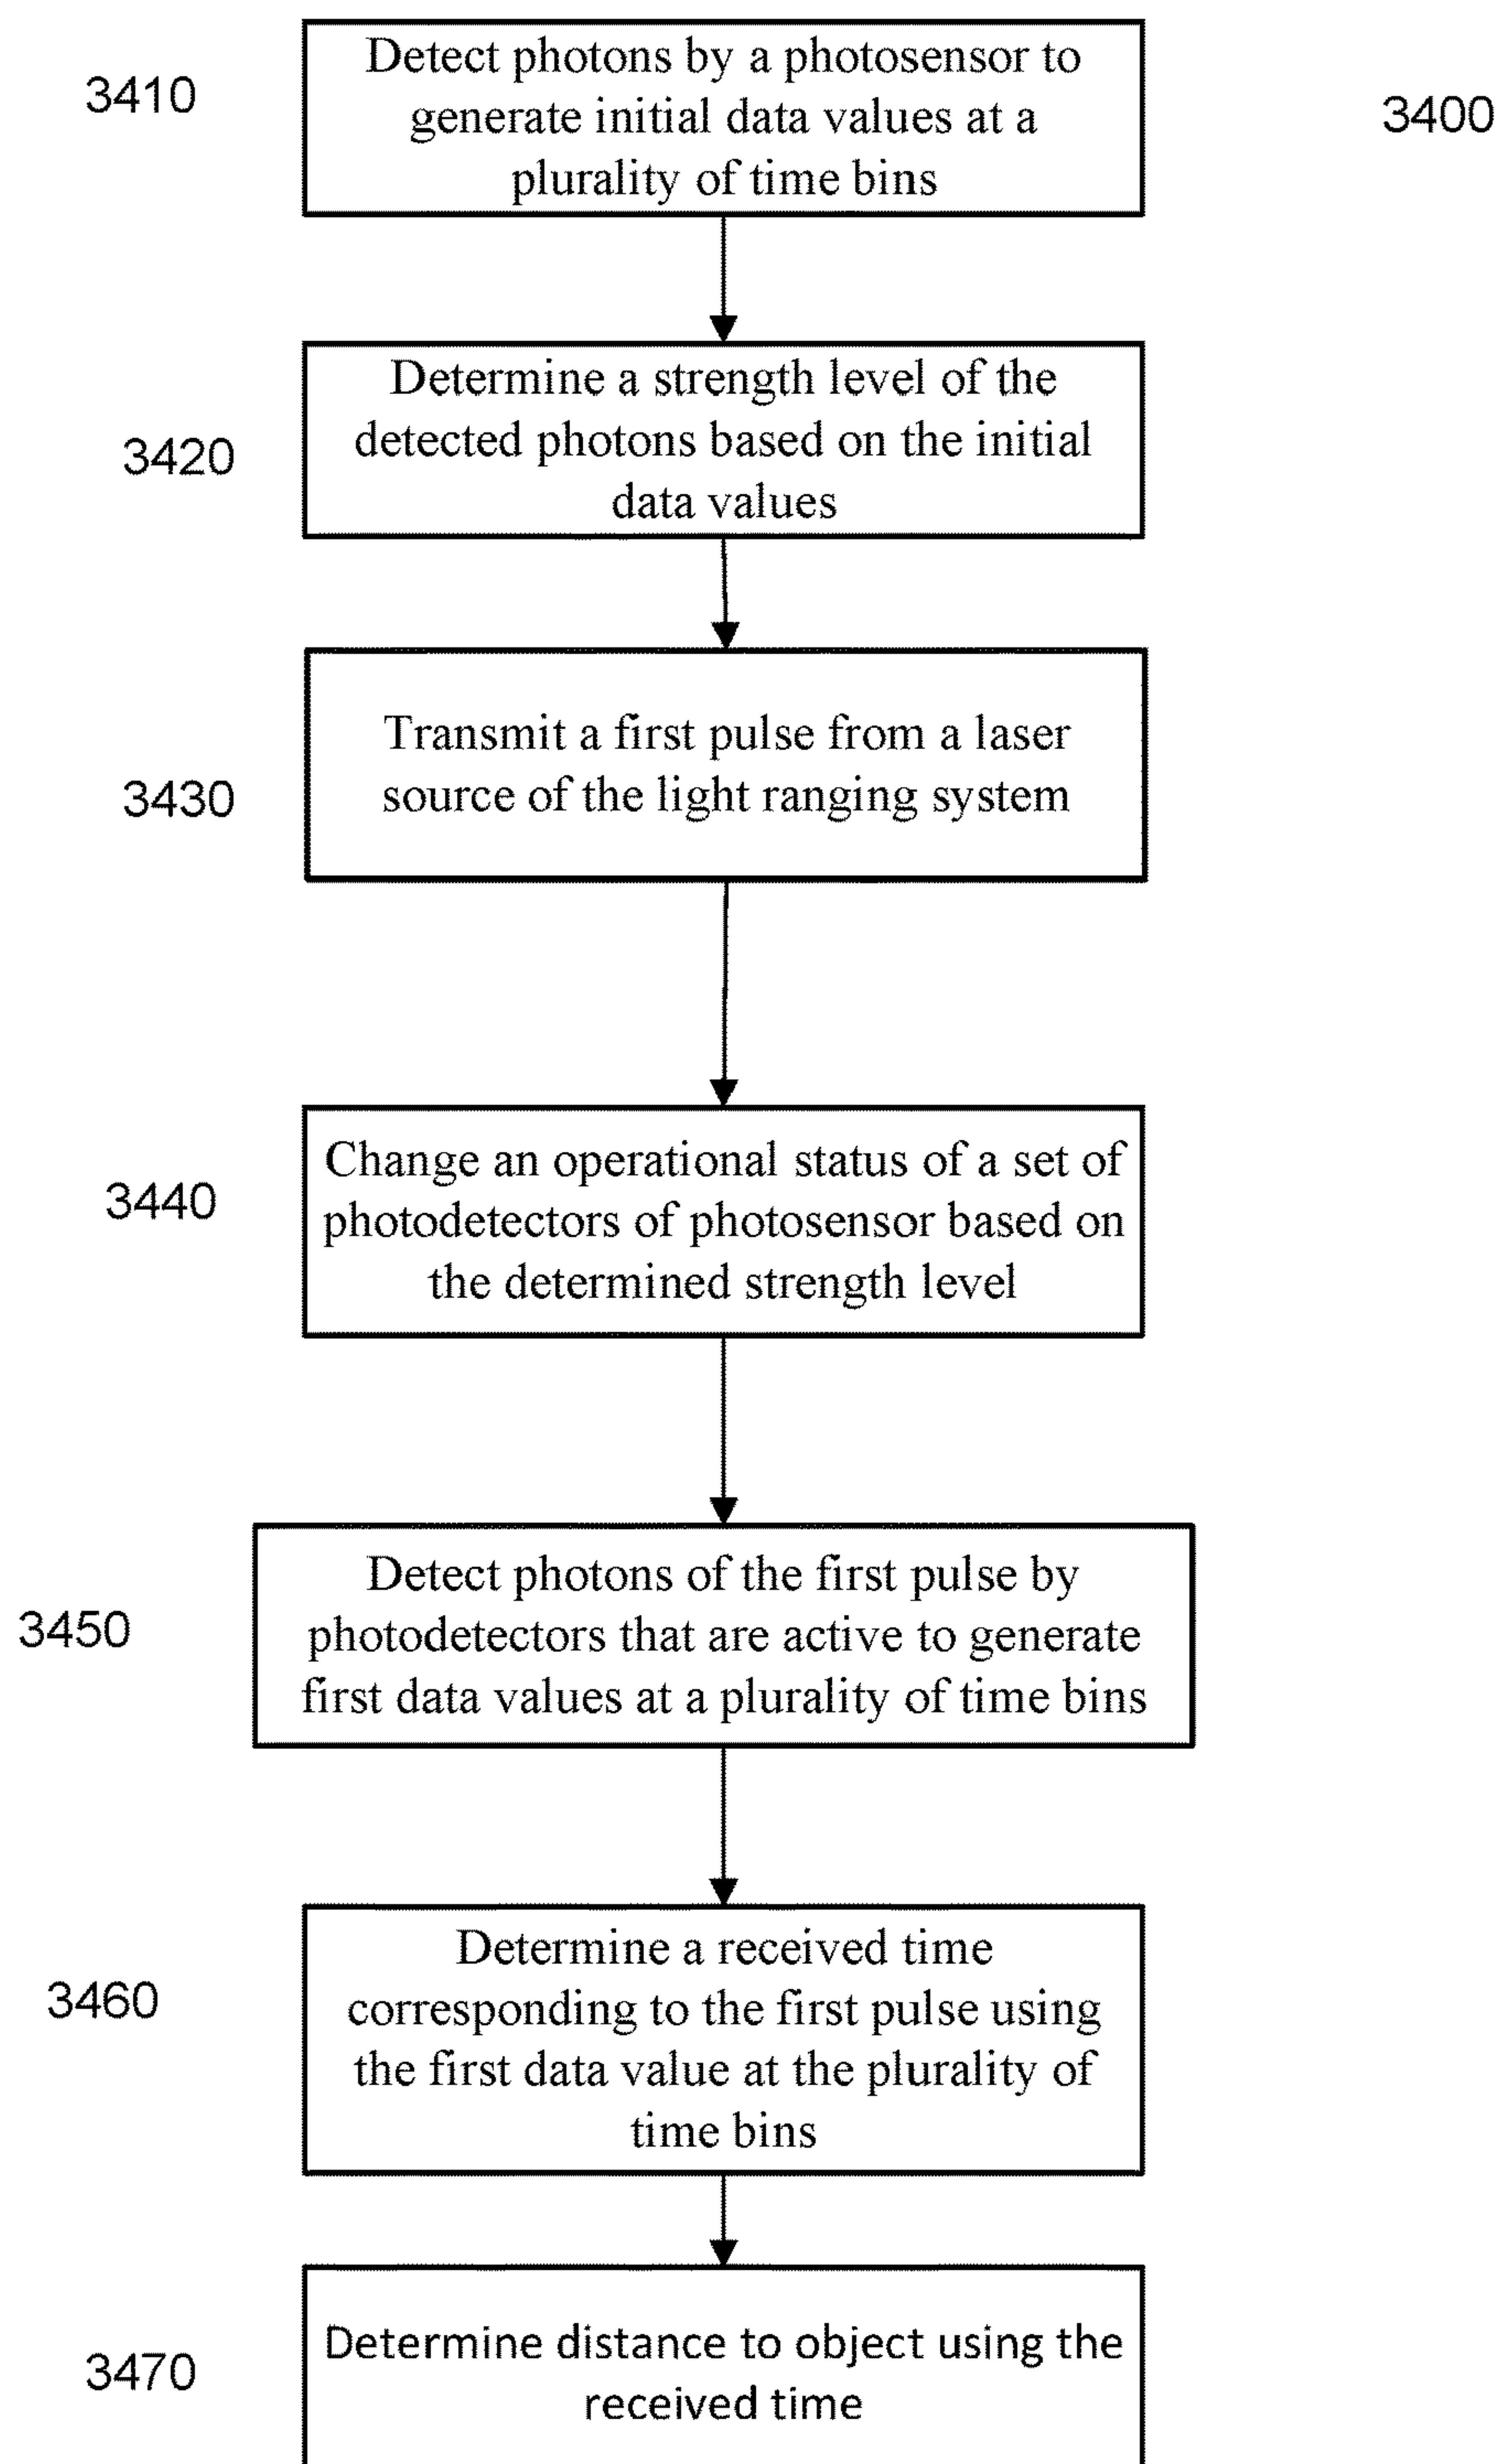 3410
Detect photons by a photosensor to
generate initial data values at a
plurality of time bins
3400
3420
Determine a strength level of the
detected photons based on the initial
data values
3430
Transmit a first pulse from a laser
source of the light ranging system
3440
Change an operational status of a set of
photodetectors of photosensor based on
the determined strength level
3450
Detect photons of the first pulse by
photodetectors that are active to generate
first data values at a plurality of time bins
3460
Determine a received time
corresponding to the first pulse using
the first data value at the plurality of
time bins
3470
Determine distance to object using the
received time